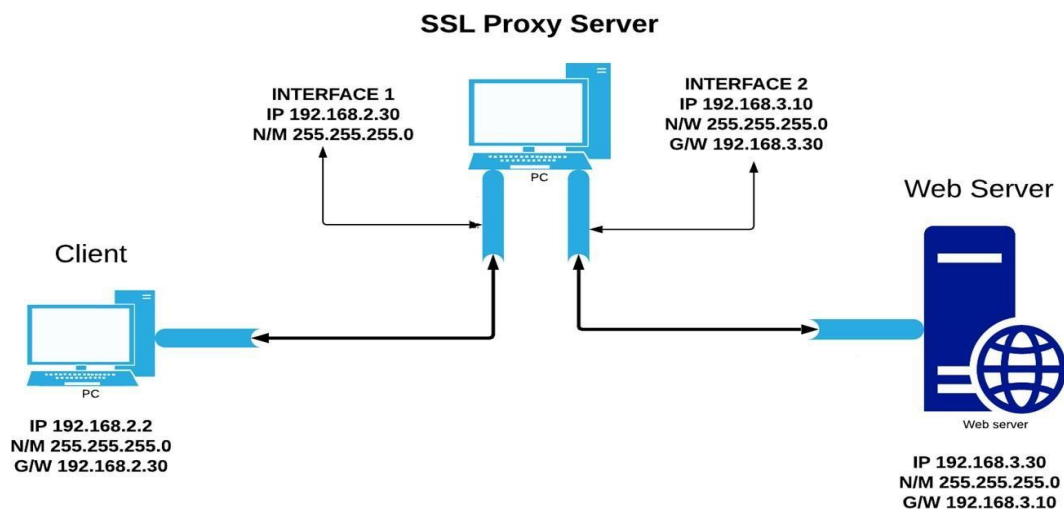 SSL Proxy Server
INTERFACE 1
IP 192.168.2.30
N/M 255.255.255.0
INTERFACE 2
IP 192.168.3.10
N/W 255.255.255.0
G/W 192.168.3.30
PC
Web Server
Client
PC
IP 192.168.2.2
N/M 255.255.255.0
G/W 192.168.2.30
Web server
IP 192.168.3.30
N/M 255.255.255.0
G/W 192.168.3.10